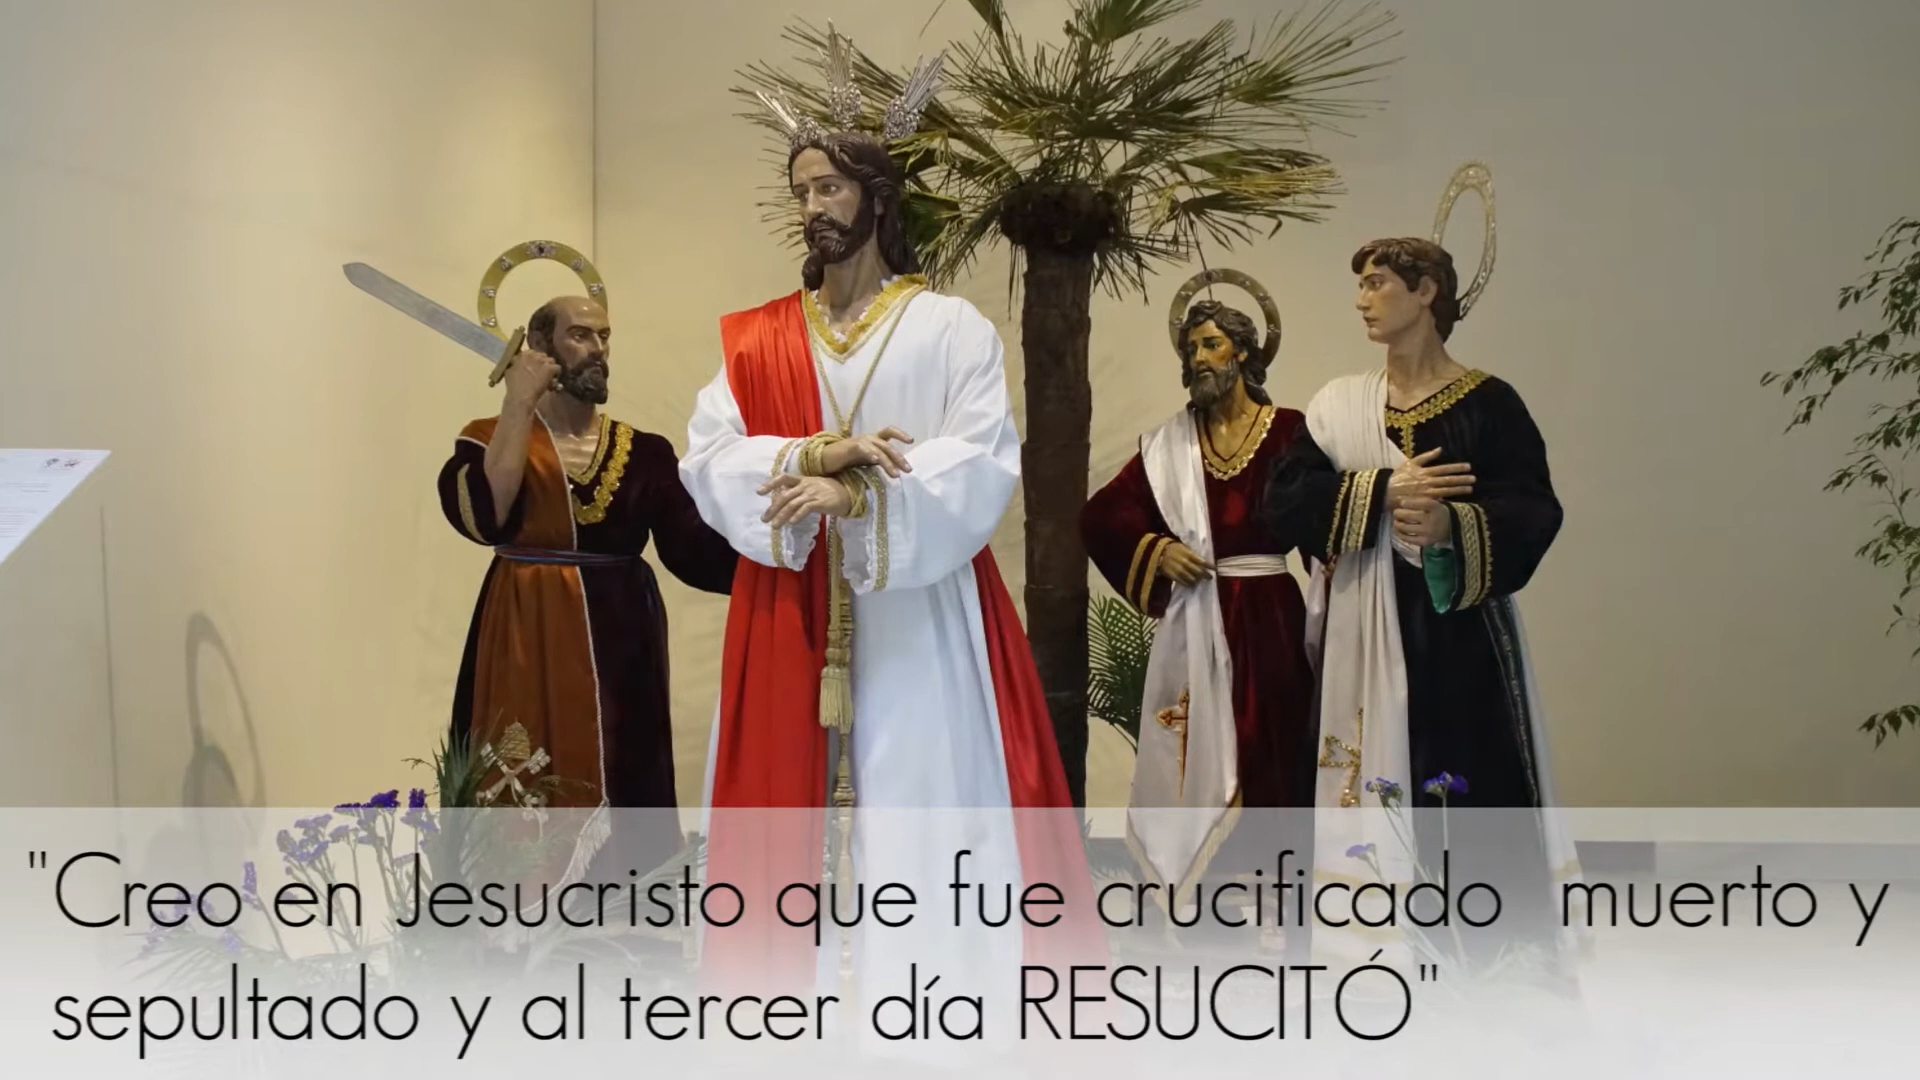 "Creo en Jesucristo que fue crucificado muerto y
sepultado y al tercer día RESUCITÓ"